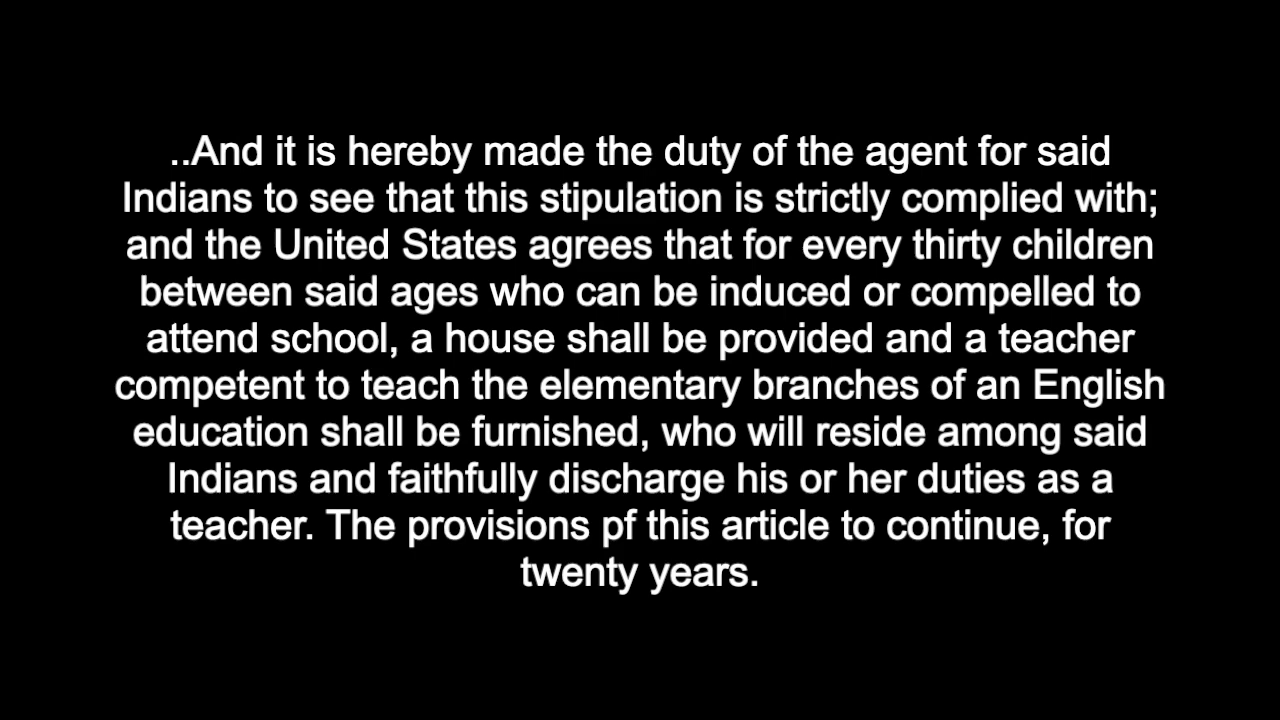 ..And it is hereby made the duty of the agent for said
Indians to see that this stipulation is strictly complied with;
and the United States agrees that for every thirty children
between said ages who can be induced or compelled to
attend school, a house shall be provided and a teacher
competent to teach the elementary branches of an English
education shall be furnished, who will reside among said
Indians and faithfully discharge his or her duties as a
teacher. The provisions pf this article to continue, for
twenty years.